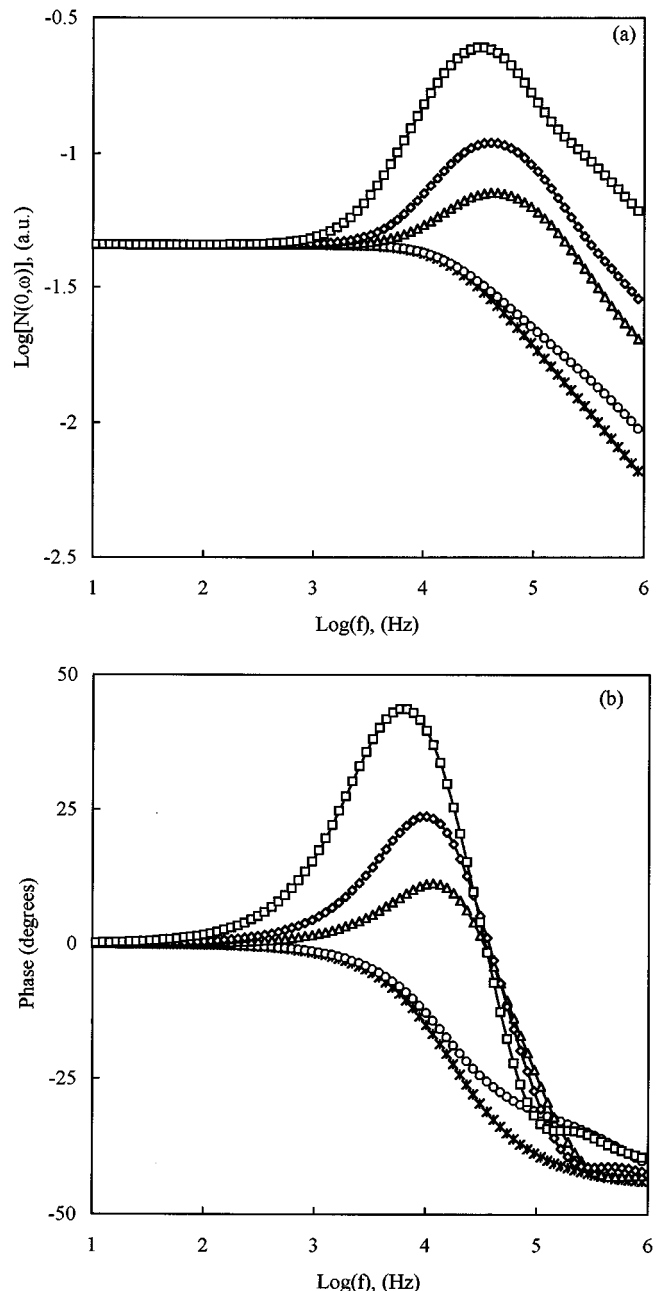 (a)
-0.5
-1
-1.5
-2
-2.5
Log[N(0,ω)], (a.u.)
1 2 3 4 5 6
Log(f), (Hz)
(b)
50
25
0
-25
-50
Phase (degrees)
1 2 3 4 5 6
Log(f), (Hz)